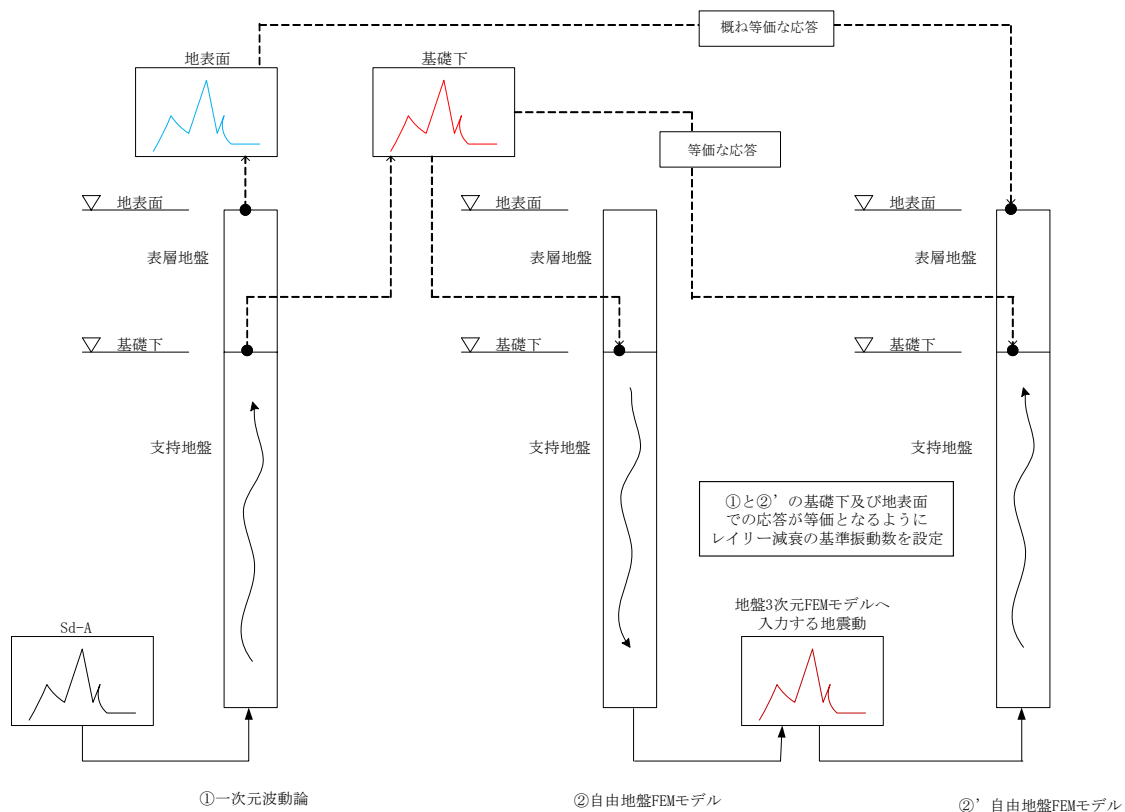 概ね等価な応答
地表面
基礎下
等価な応答
地表面
地表面
地表面
表層地盤
表層地盤
表層地盤
基礎下
基礎下
基礎下
支持地盤
支持地盤
支持地盤
①と②’の基礎下及び地表面
での応答が等価となるように
レイリー減衰の基準振動数を設定
地盤3次元FEMモデルへ
入力する地震動
Sd-A
①一次元波動論
②自由地盤FEMモデル
②’自由地盤FEMモデル